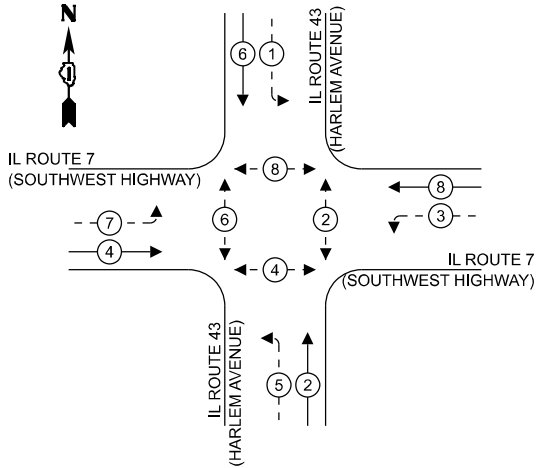 N
6
1
IL ROUTE 43
(HARLEM AVENUE)
IL ROUTE 7
(SOUTHWEST HIGHWAY)
8
8
7
6
2
3
4
4
IL ROUTE 7
(SOUTHWEST HIGHWAY)
IL ROUTE 43
(HARLEM AVENUE)
5
2